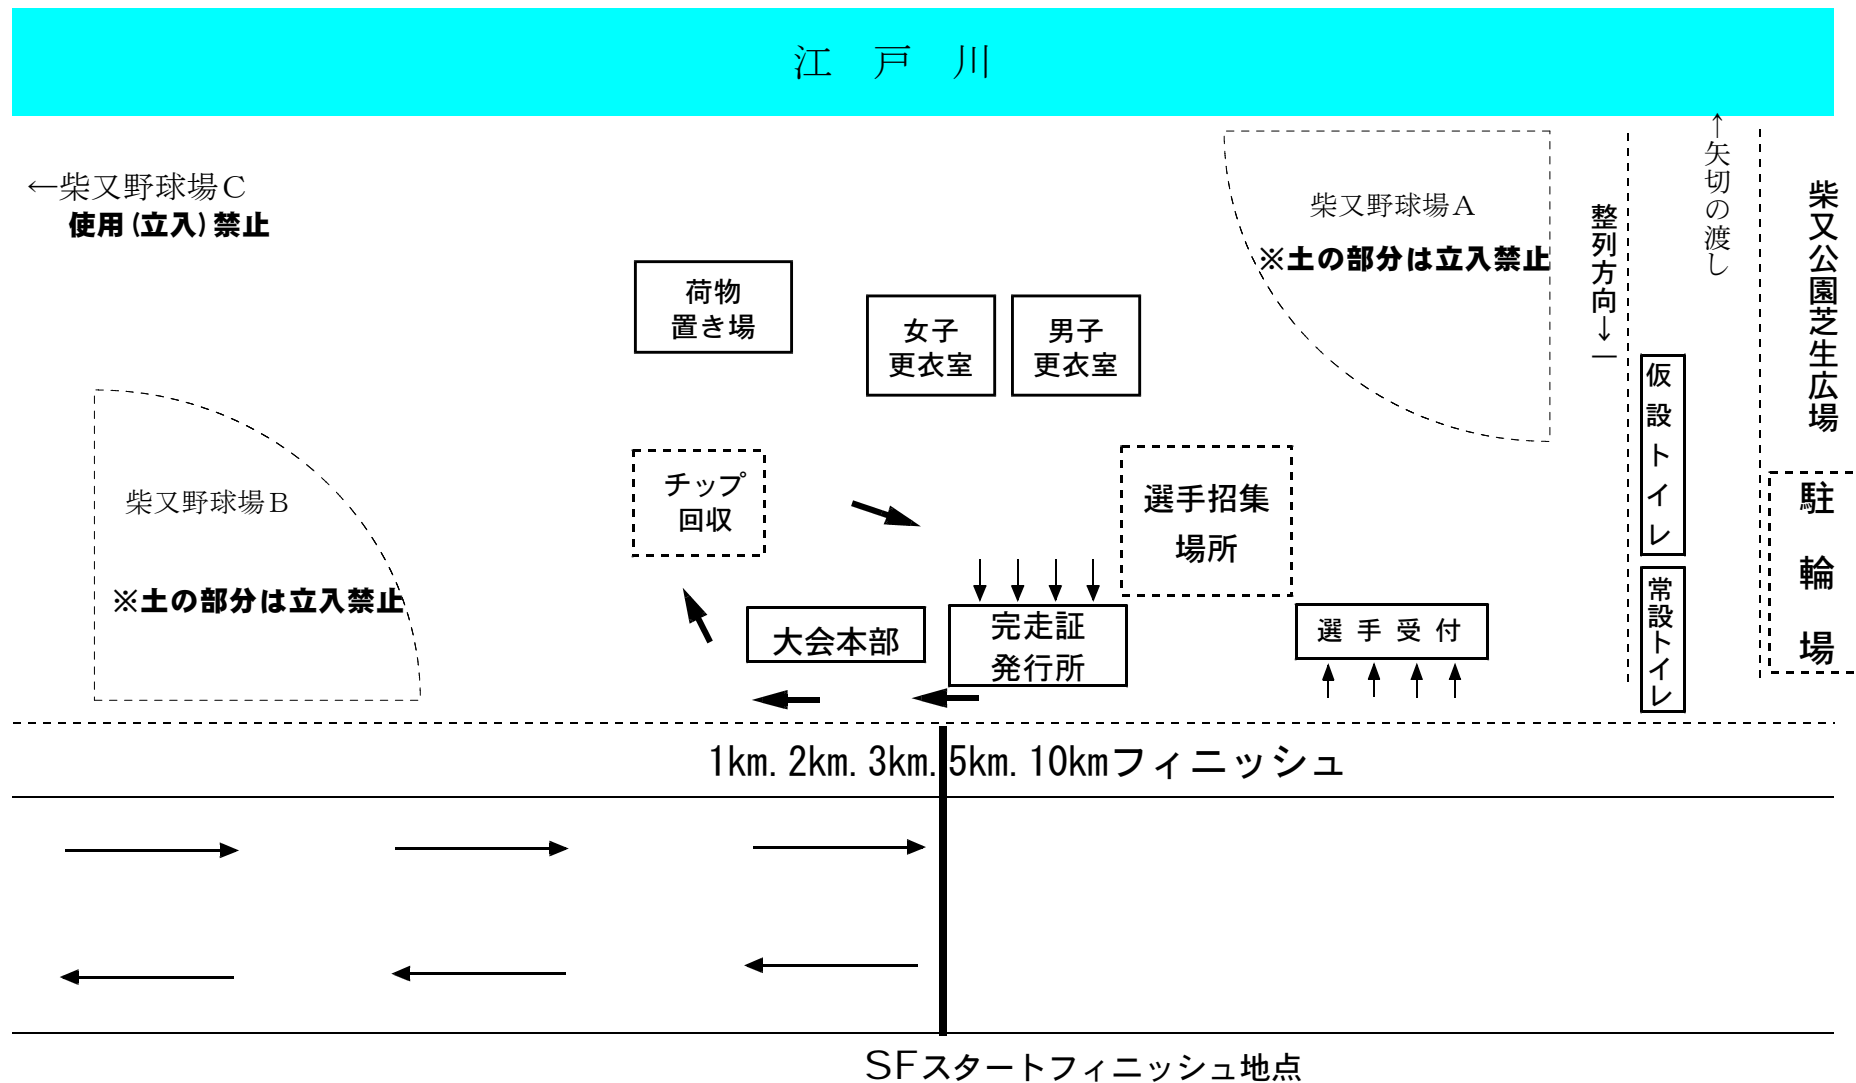 江 戸 川
←柴又野球場C
使用(立入)禁止
柴又野球場A
※土の部分は立入禁止
整列方向↓
↑矢切の渡し
柴又公園芝生広場
荷物
置き場
女子
更衣室
男子
更衣室
仮設トイレ
チップ
回収
選手招集
場所
駐輪場
柴又野球場B
※土の部分は立入禁止
大会本部
完走証
発行所
選手受付
常設トイレ
1km. 2km. 3km. 5km. 10kmフィニッシュ
SFスタートフィニッシュ地点